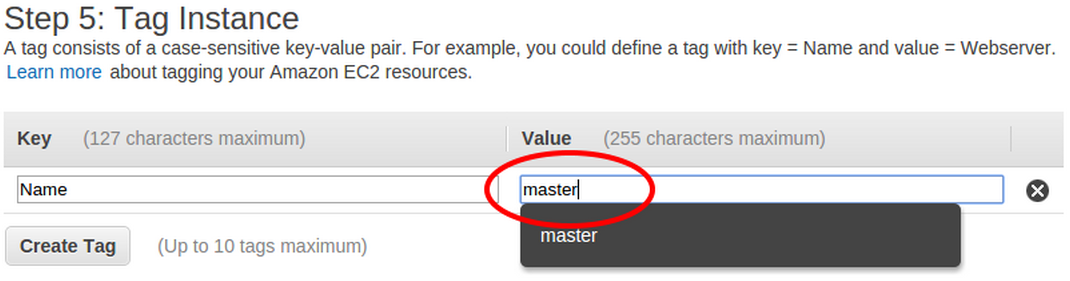 Step 5: Tag Instance
A tag consists of a case-sensitive key-value pair. For example, you could define a tag with key = Name and value = Webserver.
Learn more about tagging your Amazon EC2 resources.
Key (127 characters maximum) Value (255 characters maximum)
Name master
master
Create Tag (Up to 10 tags maximum)